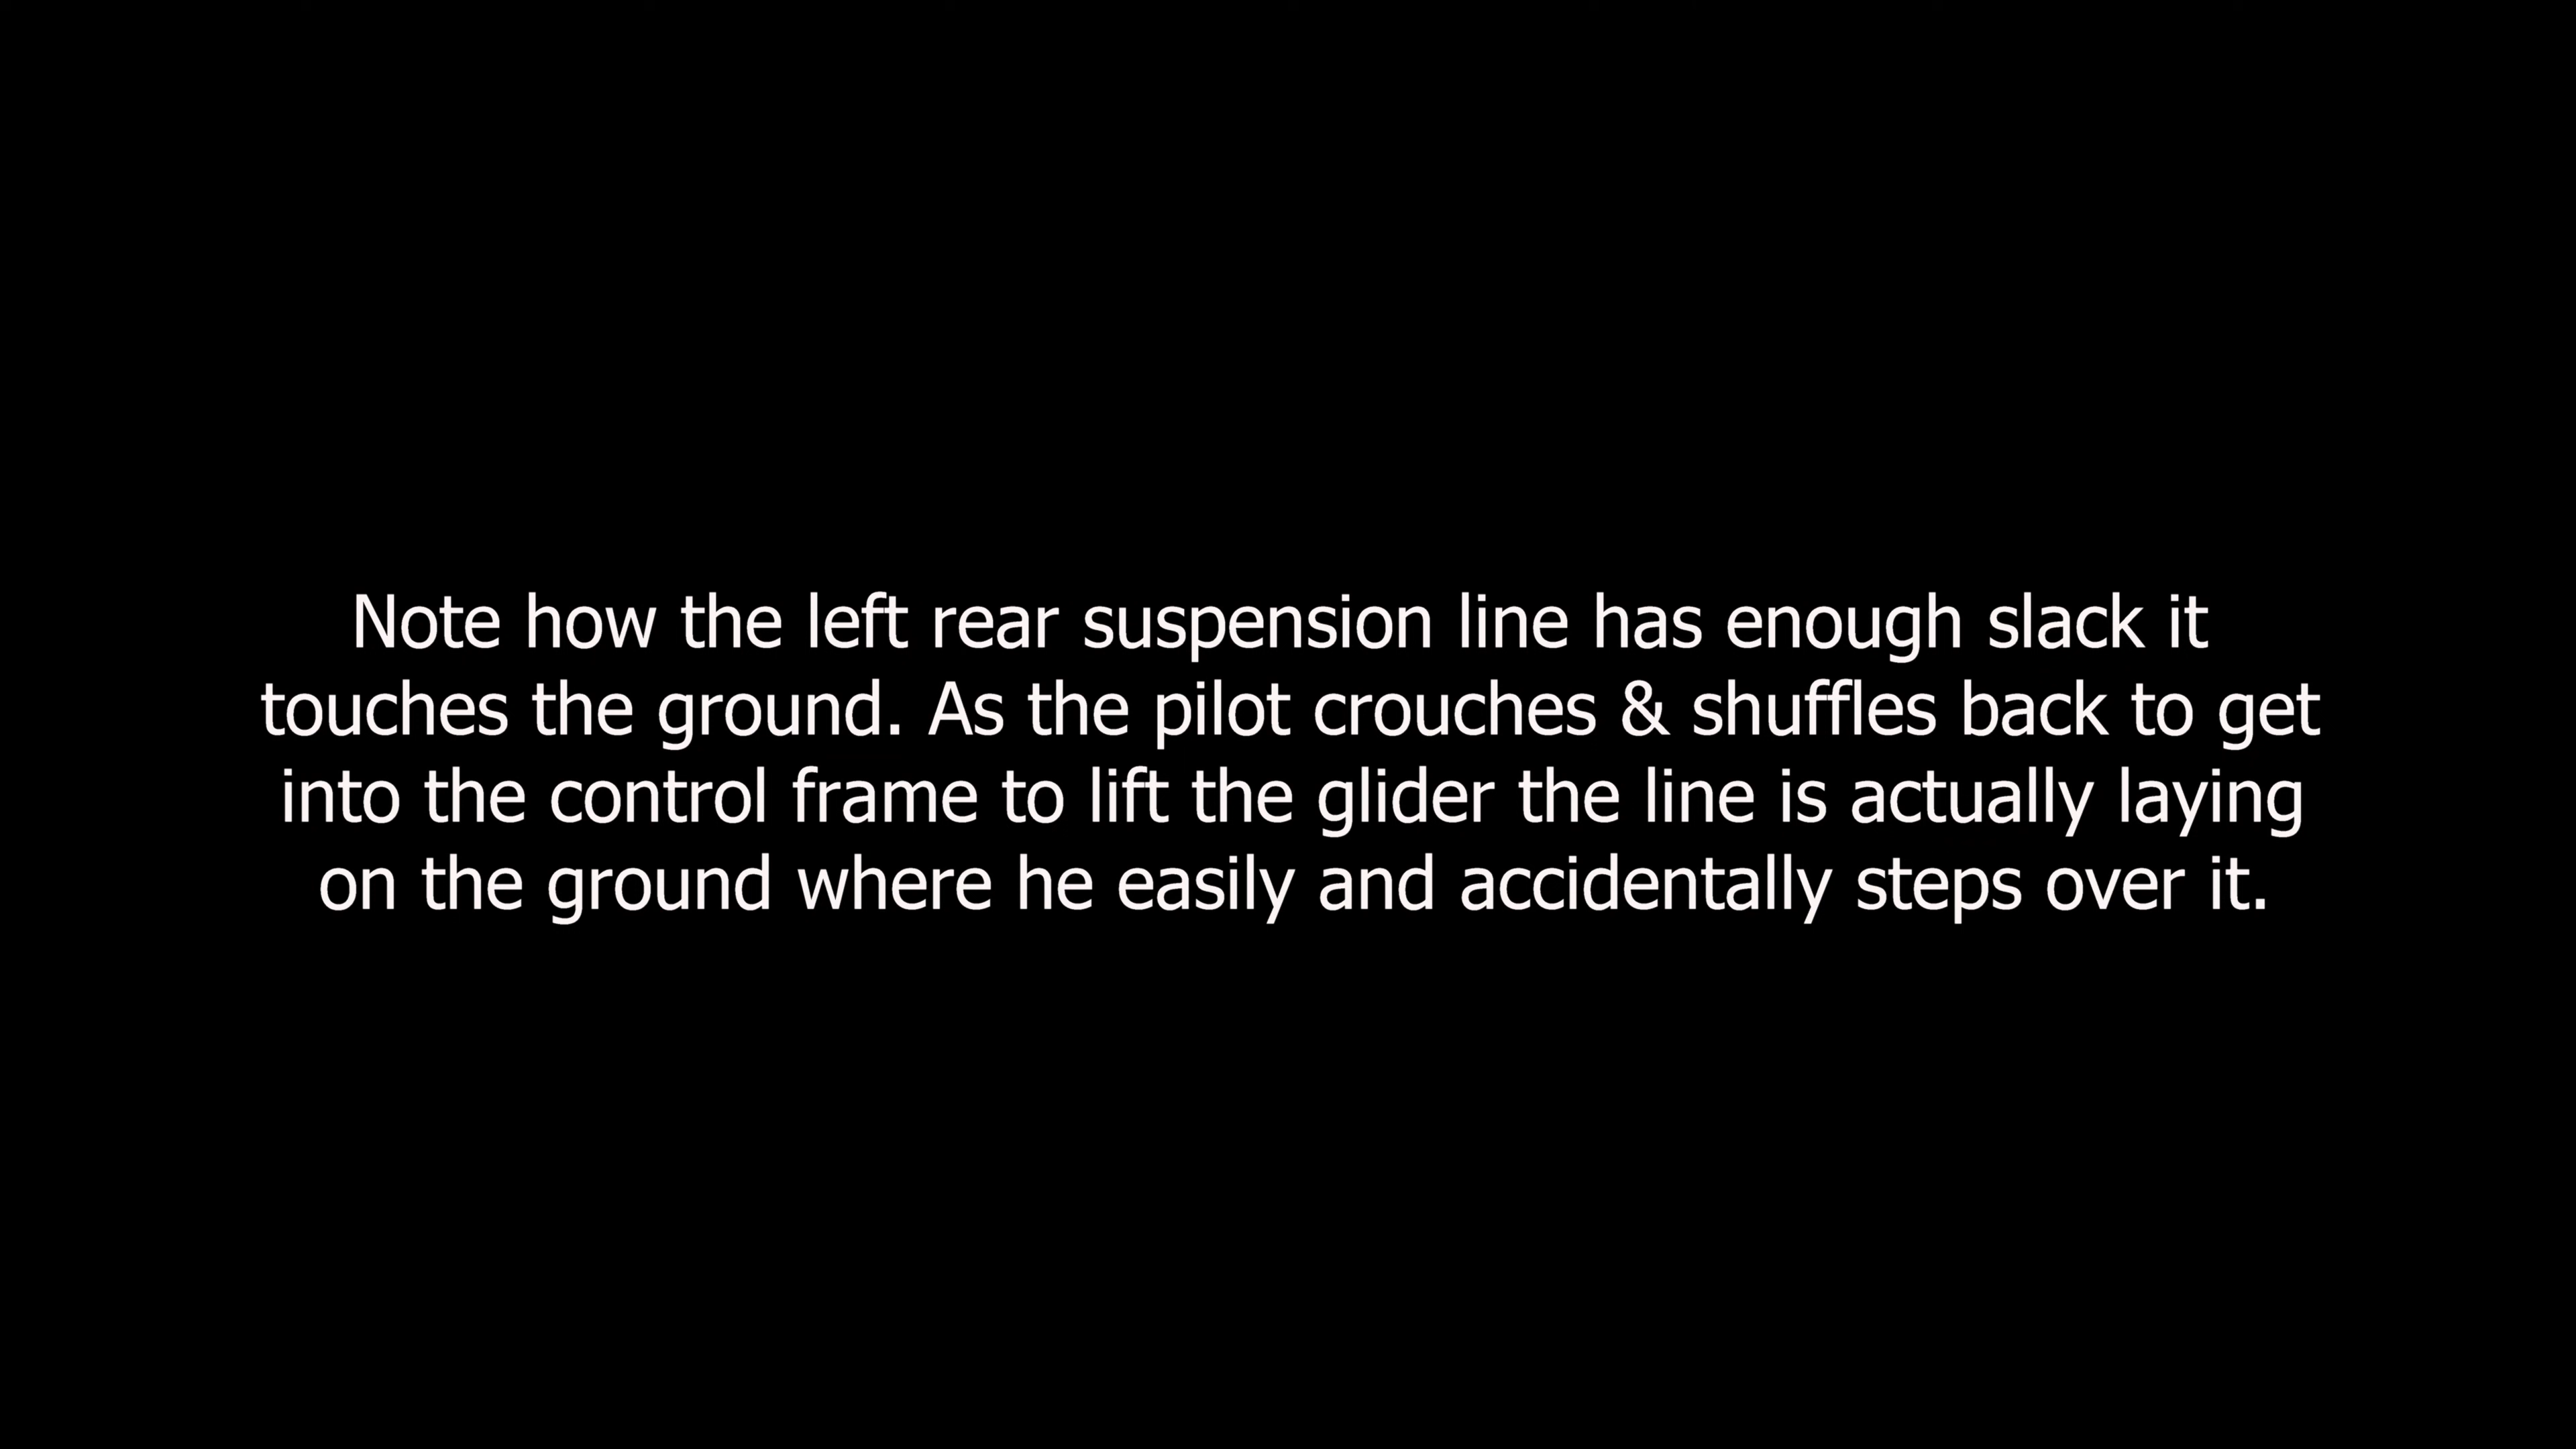 Note how the left rear suspension line has enough slack it
touches the ground. As the pilot crouches & shuffles back to get
into the control frame to lift the glider the line is actually laying
on the ground where he easily and accidentally steps over it.